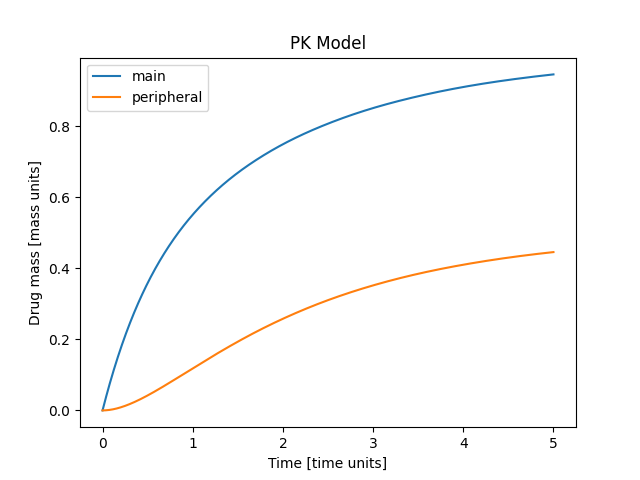 PK Model
main
peripheral
Drug mass [mass units]
0.8
0.6
0.4
0.2
0.0
0 1 2 3 4 5
Time [time units]